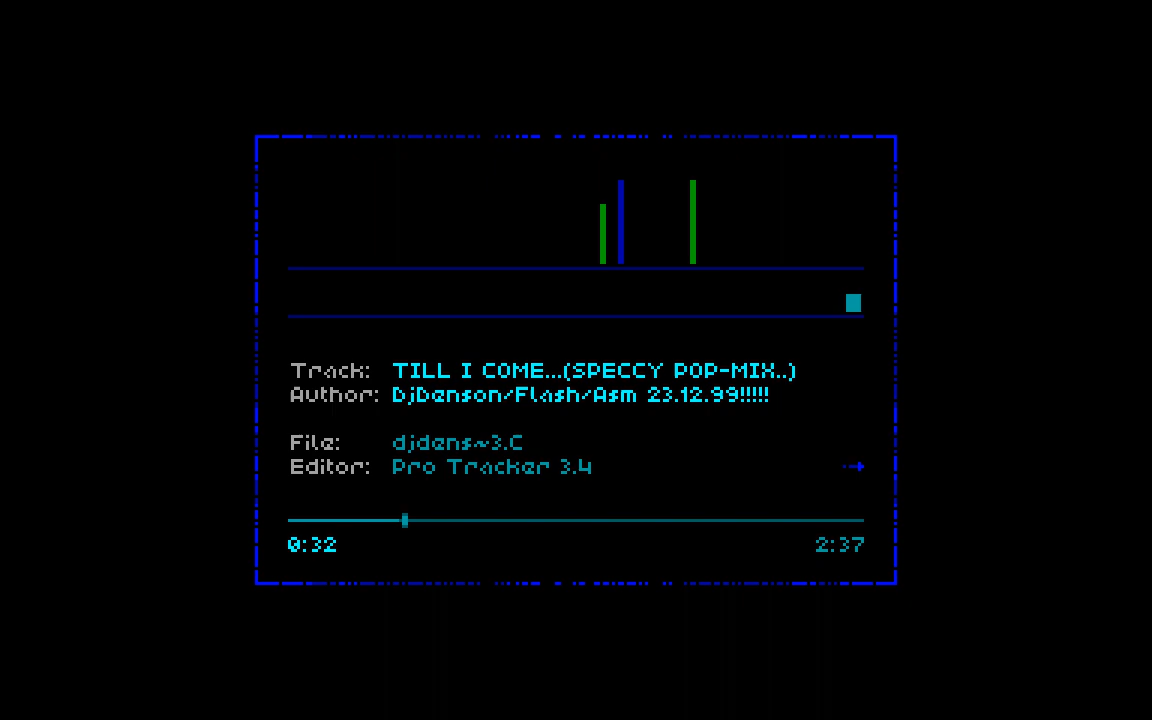 Track: TILL I COME...(SPECCY POP-MIX..)
Author: DjDenson/Flash/Asm 23.12.99!!!!!
File: djdens~3.C
Editor: Pro Tracker 3.4
0:32 2:37